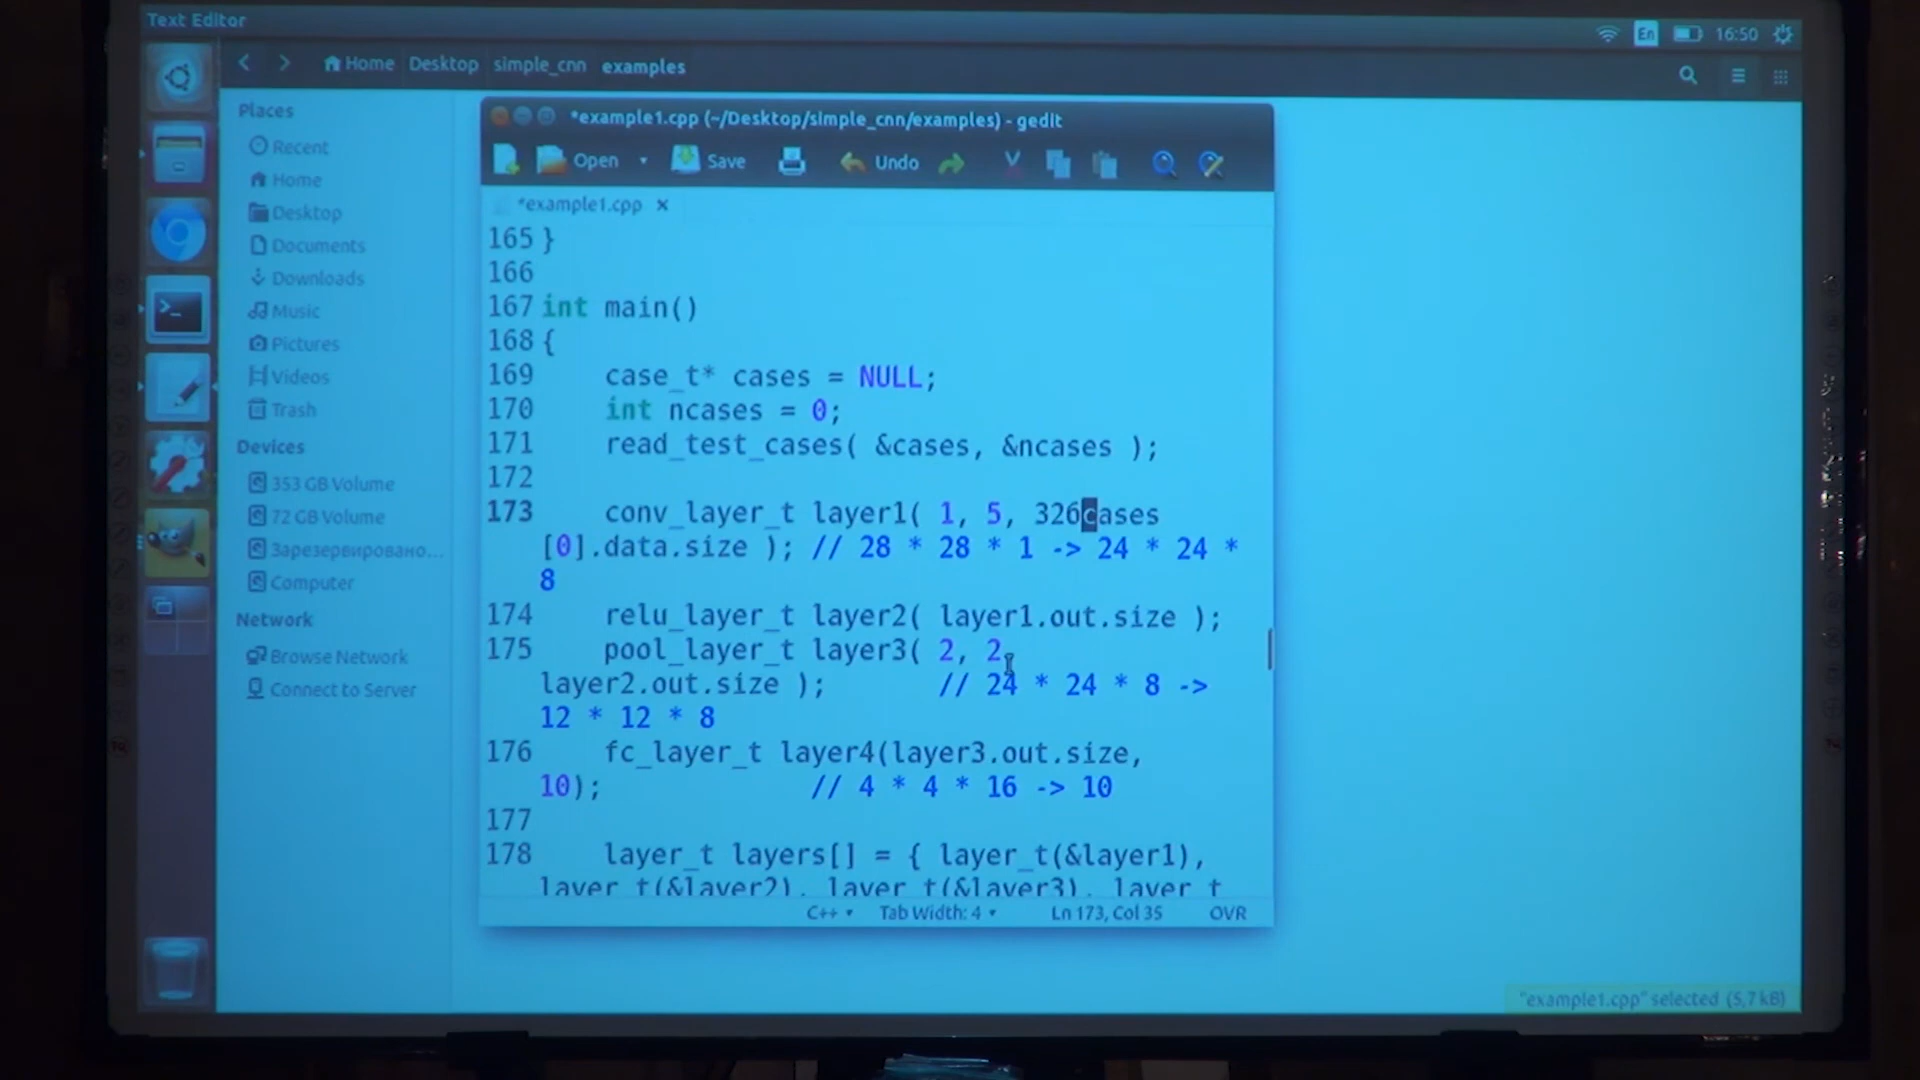 Text Editor
En
16:50
Home Desktop simple_cnn examples
Places
Recent
Home
Desktop
Documents
Downloads
Music
Pictures
Videos
Trash
Devices
353 GB Volume
72 GB Volume
Зарезервировано...
Computer
Network
Browse Network
Connect to Server
*example1.cpp (~/Desktop/simple_cnn/examples) - gedit
Open Save Undo
*example1.cpp ×
165 }
166
167 int main()
168 {
169 case_t* cases = NULL;
170 int ncases = 0;
171 read_test_cases( &cases, &ncases );
172
173 conv_layer_t layer1( 1, 5, 326cases
[0].data.size ); // 28 * 28 * 1 -> 24 * 24 *
8
174 relu_layer_t layer2( layer1.out.size );
175 pool_layer_t layer3( 2, 2,
layer2.out.size ); // 24 * 24 * 8 ->
12 * 12 * 8
176 fc_layer_t layer4(layer3.out.size,
10); // 4 * 4 * 16 -> 10
177
178 layer_t layers[] = { layer_t(&layer1),
layer_t(&layer2), layer_t(&layer3), layer_t
C++ Tab Width: 4 Ln 173, Col 35 OVR
"example1.cpp" selected (5,7 kB)